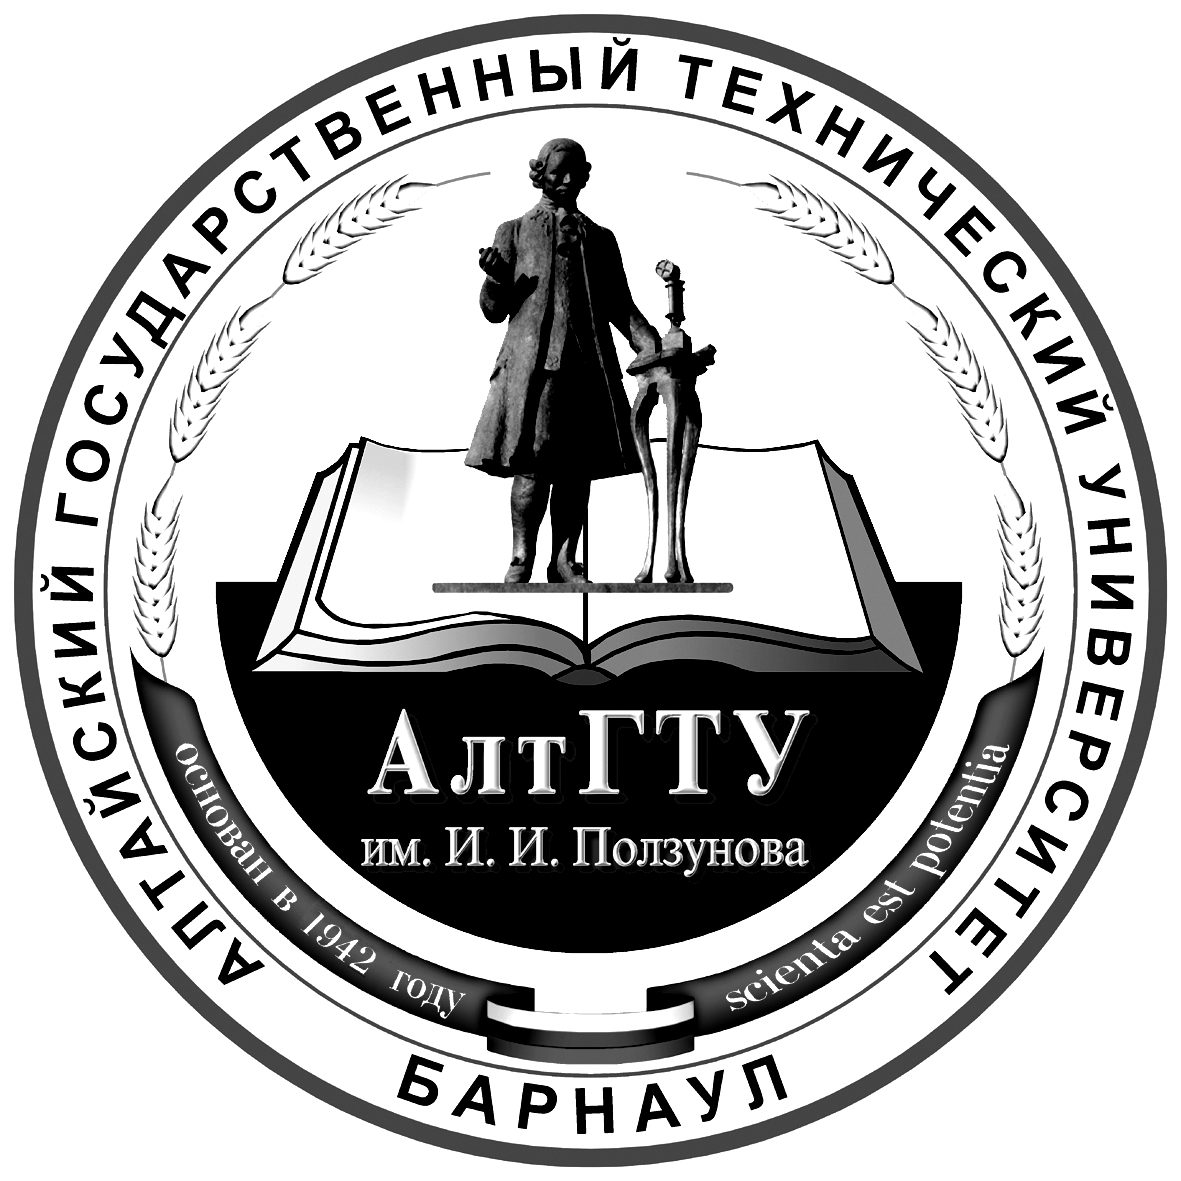 АЛТАЙСКИЙ ГОСУДАРСТВЕННЫЙ ТЕХНИЧЕСКИЙ УНИВЕРСИТЕТ
АлтГТУ
им. И. И. Ползунова
основан в 1942 году
scienta est potentia
БАРНАУЛ